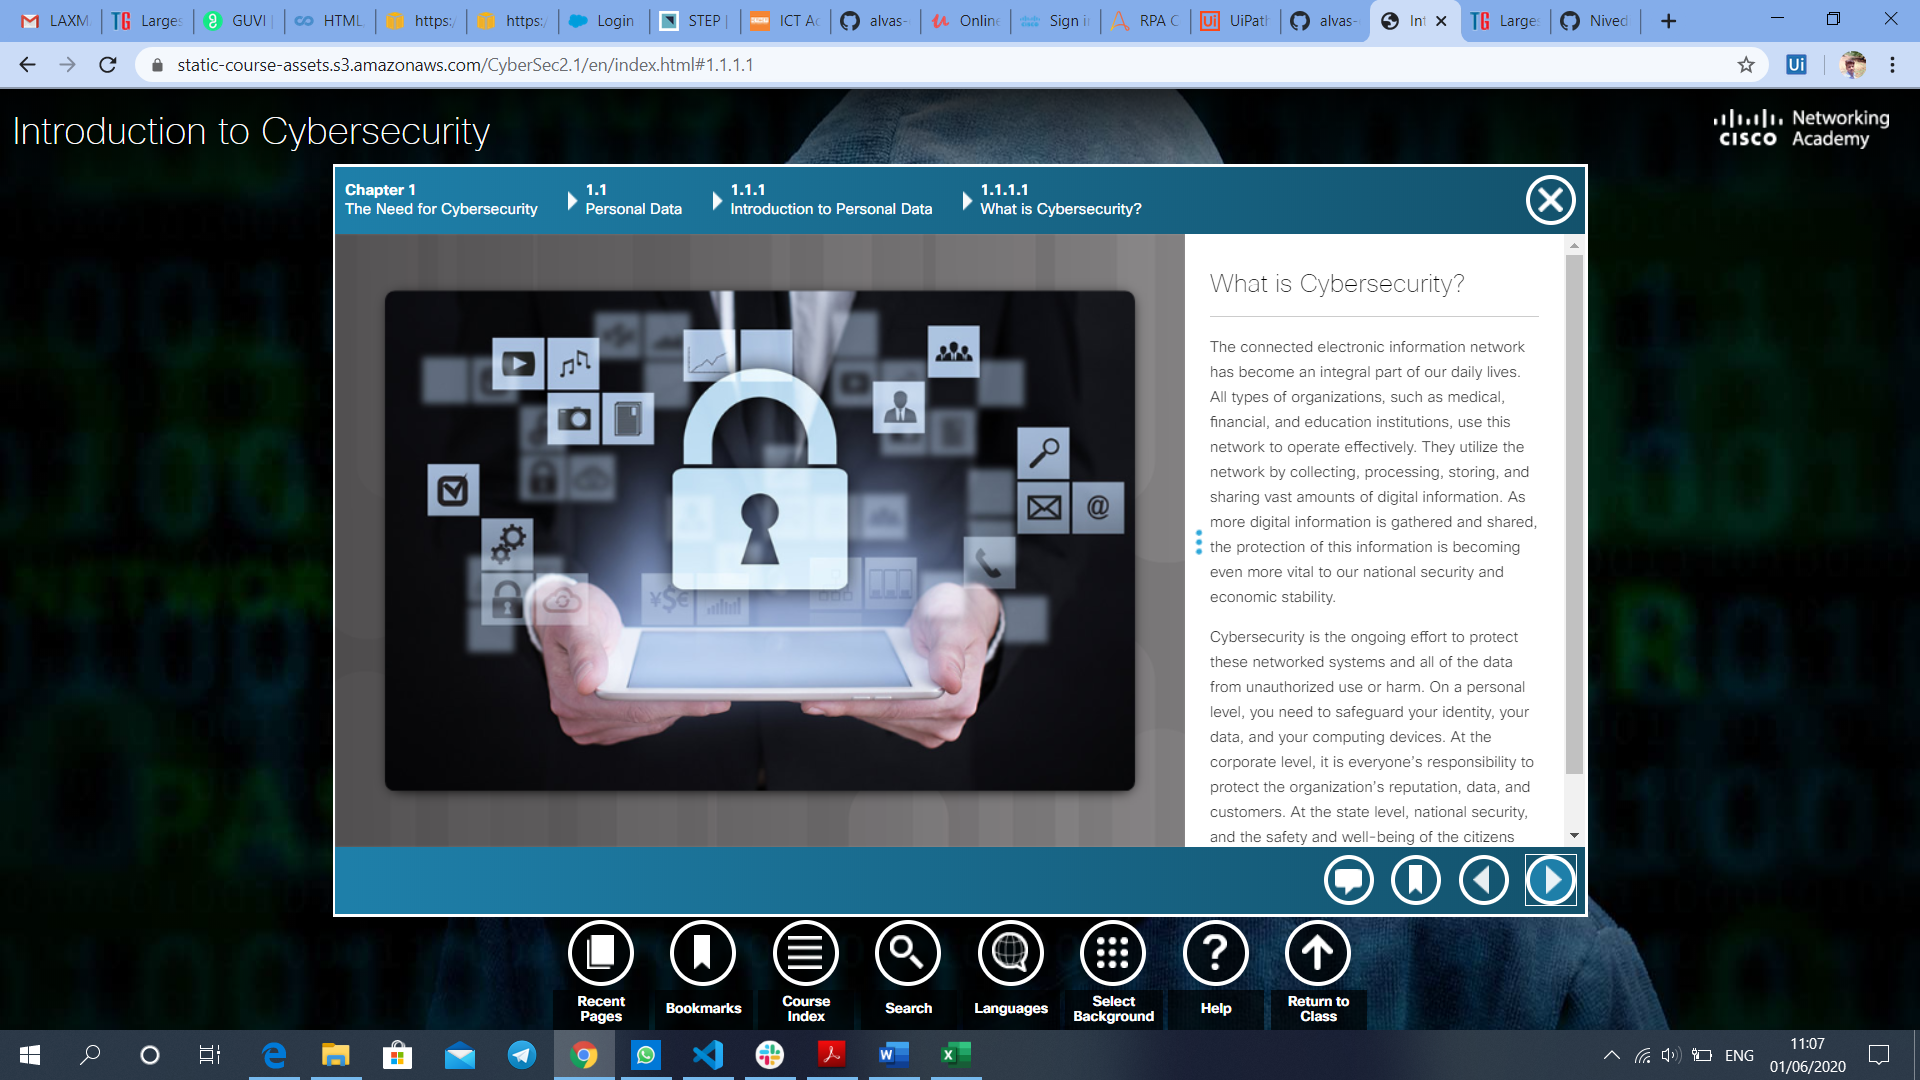 LAXM
Larges
GUVI
HTML
https:/
https:/
Login
STEP
ICT Ac
alvas-
Online
Sign in
RPA C
UiPath
alvas-
Int
Larges
Nived
static-course-assets.s3.amazonaws.com/CyberSec2.1/en/index.html#1.1.1.1
Introduction to Cybersecurity
CISCO Networking
Academy
Chapter 1
The Need for Cybersecurity
1.1
Personal Data
1.1.1
Introduction to Personal Data
1.1.1.1
What is Cybersecurity?
What is Cybersecurity?
The connected electronic information network
has become an integral part of our daily lives.
All types of organizations, such as medical,
financial, and education institutions, use this
network to operate effectively. They utilize the
network by collecting, processing, storing, and
sharing vast amounts of digital information. As
more digital information is gathered and shared,
the protection of this information is becoming
even more vital to our national security and
economic stability.
Cybersecurity is the ongoing effort to protect
these networked systems and all of the data
from unauthorized use or harm. On a personal
level, you need to safeguard your identity, your
data, and your computing devices. At the
corporate level, it is everyone's responsibility to
protect the organization's reputation, data, and
customers. At the state level, national security,
and the safety and well-being of the citizens
Recent
Pages
Bookmarks
Course
Index
Search
Languages
Select
Background
Help
Return to
Class
ENG
11:07
01/06/2020